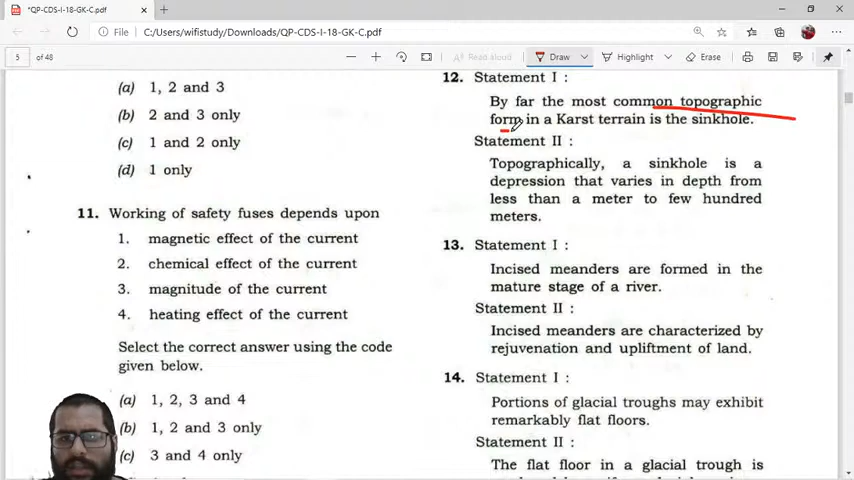 *QP-CDS-I-18-GK-C.pdf
File
C:/Users/wifistudy/Downloads/QP-CDS-I-18-GK-C.pdf
5 of 48
Read aloud
Draw
Highlight
Erase
(a) 1, 2 and 3
(b) 2 and 3 only
(c) 1 and 2 only
(d) 1 only
11. Working of safety fuses depends upon
1. magnetic effect of the current
2. chemical effect of the current
3. magnitude of the current
4. heating effect of the current
Select the correct answer using the code
given below.
(a) 1, 2, 3 and 4
(b) 1, 2 and 3 only
(c) 3 and 4 only
12. Statement I :
By far the most common topographic
form in a Karst terrain is the sinkhole.
Statement II :
Topographically, a sinkhole is a
depression that varies in depth from
less than a meter to few hundred
meters.
13. Statement I :
Incised meanders are formed in the
mature stage of a river.
Statement II :
Incised meanders are characterized by
rejuvenation and upliftment of land.
14. Statement I :
Portions of glacial troughs may exhibit
remarkably flat floors.
Statement II :
The flat floor in a glacial trough is